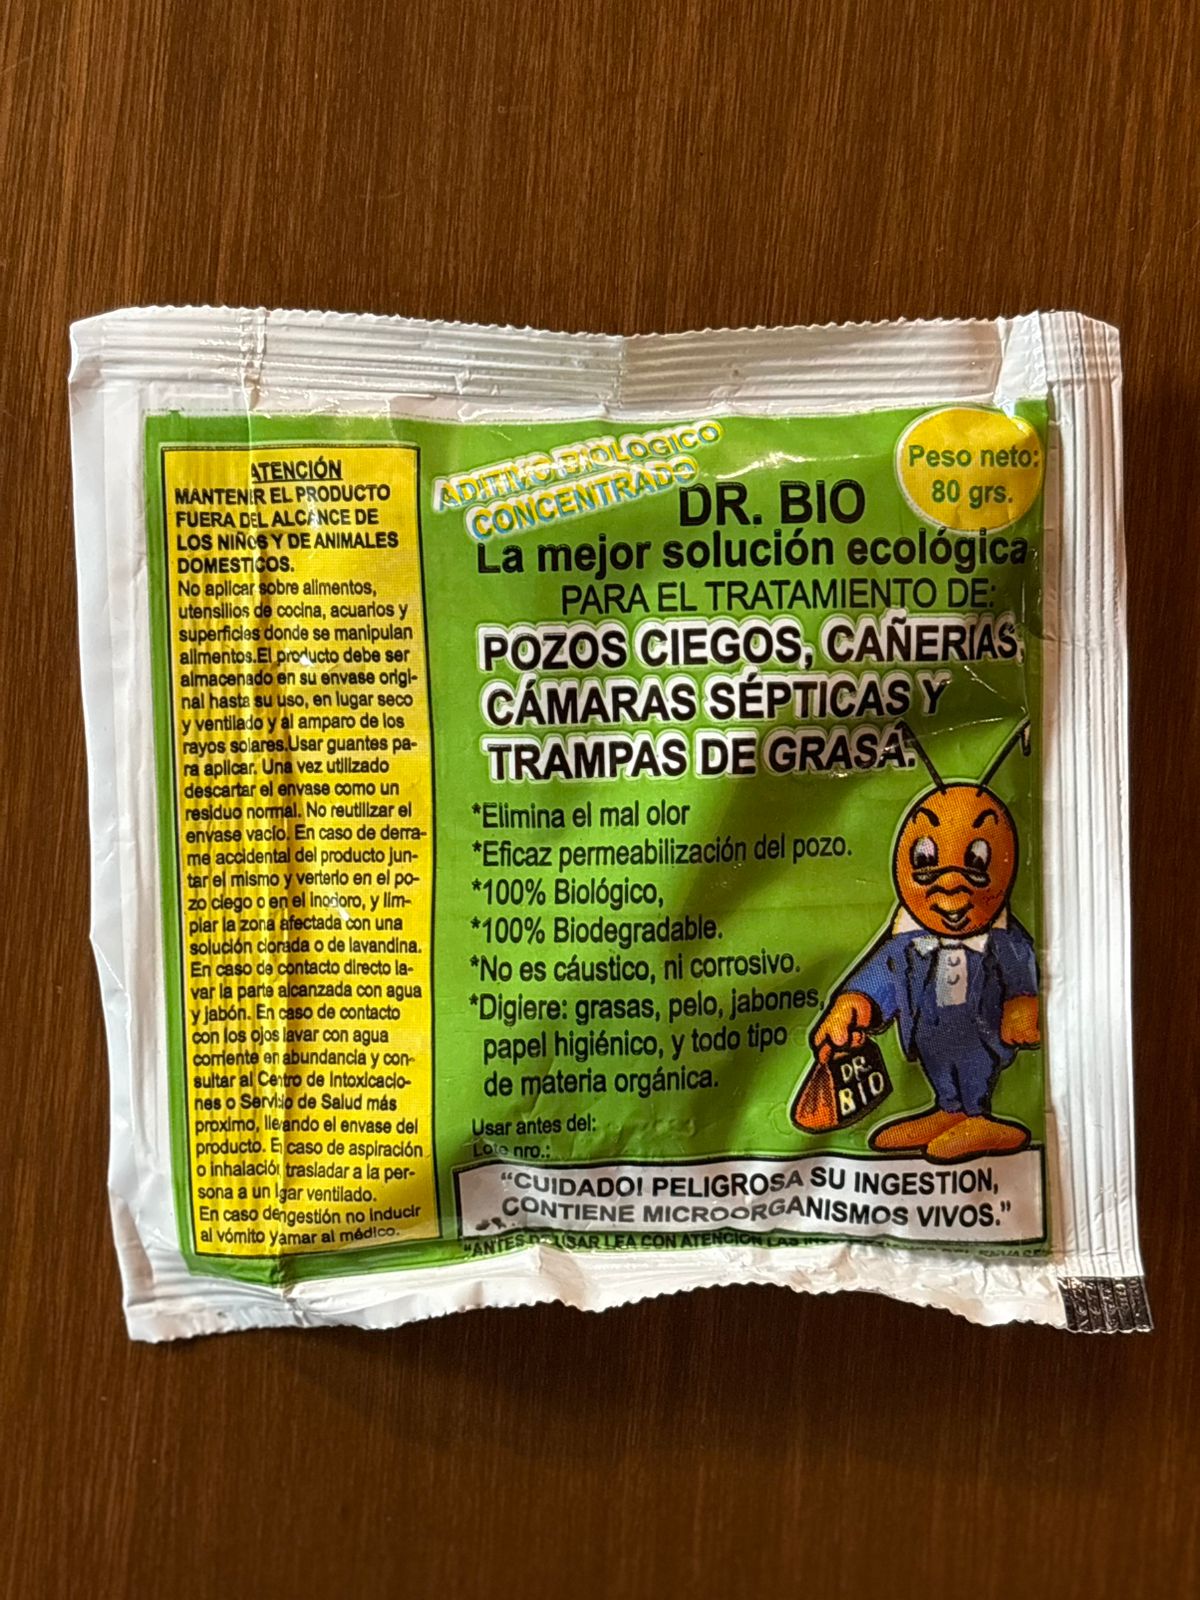 ATENCIÓN
MANTENER EL PRODUCTO
FUERA DEL ALCANCE DE
LOS NIÑOS Y DE ANIMALES
DOMESTICOS.
No aplicar sobre alimentos,
utensilios de cocina, acuarios y
superficies donde se manipulan
alimentos.El producto debe ser
almacenado en su envase origi-
nal hasta su uso, en lugar seco
y ventilado y al amparo de los
rayos solares.Usar guantes pa-
ra aplicar. Una vez utilizado
descartar el envase como un
residuo normal. No reutilizar el
envase vacio. En caso de derra-
me accidental del producto jun-
tar el mismo y verterlo en el po-
zo ciego o en el inodoro, y lim-
piar la zona afectada con una
solución clorada o de lavandina.
En caso de contacto directo la-
var la parte alcanzada con agua
y jabón. En caso de contacto
con los ojos lavar con agua
corriente en abundancia y con-
sultar al Centro de Intoxicacio-
nes o Servicio de Salud más
proximo, llevando el envase del
producto. En caso de aspiración
o inhalación trasladar a la per-
sona a un lugar ventilado.
En caso de ingestión no inducir
al vómito y llamar al médico.
ADITIVO BIOLOGICO
CONCENTRADO
Peso neto:
80 grs.
DR. BIO
La mejor solución ecológica
PARA EL TRATAMIENTO DE:
POZOS CIEGOS, CAÑERIAS,
CÁMARAS SÉPTICAS Y
TRAMPAS DE GRASA.
*Elimina el mal olor
*Eficaz permeabilización del pozo.
*100% Biológico,
*100% Biodegradable.
*No es cáustico, ni corrosivo.
*Digiere: grasas, pelo, jabones,
papel higiénico, y todo tipo
de materia orgánica.
DR.
BIO
Usar antes del:
Lote nro.:
"CUIDADO! PELIGROSA SU INGESTION,
CONTIENE MICROORGANISMOS VIVOS."
"ANTES DE USAR LEA CON ATENCION LAS